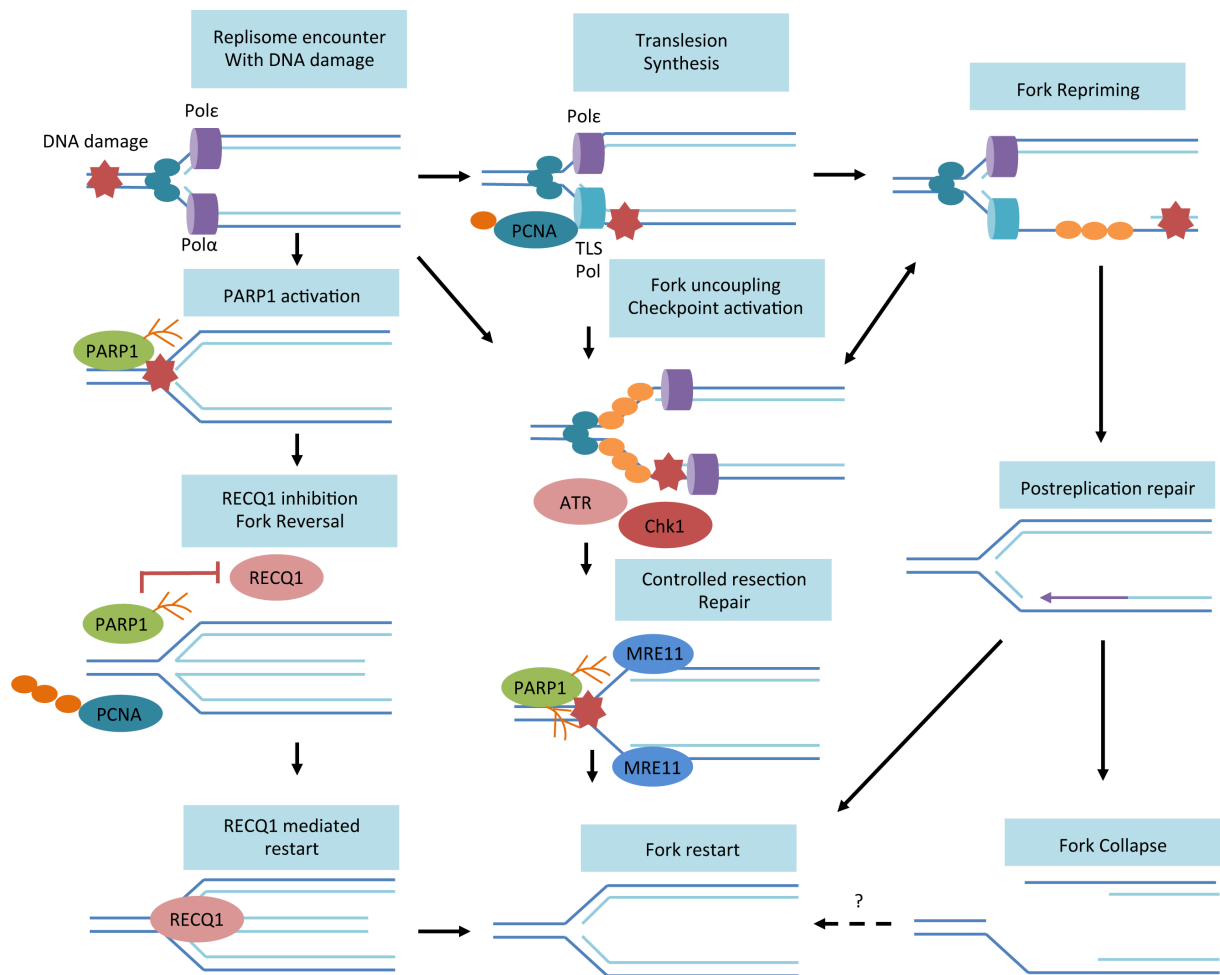 Replisome encounter
With DNA damage
Translesion
Synthesis
Fork Repriming
Polε
DNA damage
Polα
Polε
PCNA
TLS
Pol
PARP1 activation
PARP1
Fork uncoupling
Checkpoint activation
ATR
Chk1
RECQ1 inhibition
Fork Reversal
RECQ1
PARP1
PCNA
Controlled resection
Repair
MRE11
PARP1
MRE11
Postreplication repair
RECQ1 mediated
restart
RECQ1
Fork restart
?
Fork Collapse